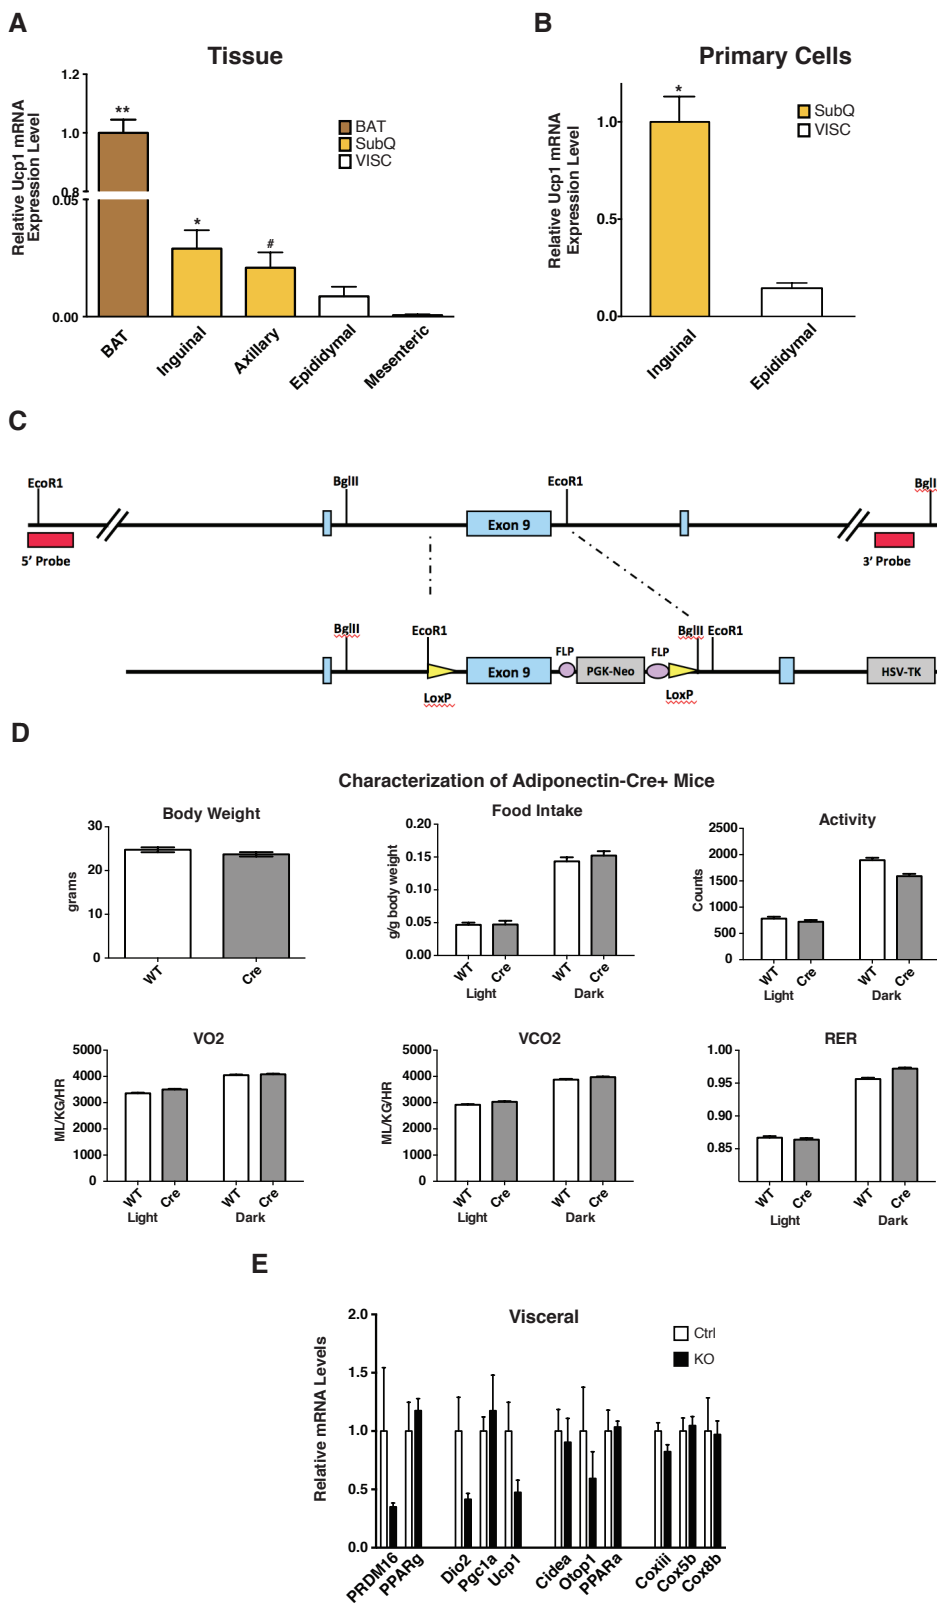 A
Tissue
Relative Ucp1 mRNA
Expression Level
1.2
1.0
0.8
0.05
0.00
**
*
#
BAT
SubQ
VISC
BAT
Inguinal
Axillary
Epididymal
Mesenteric
B
Primary Cells
Relative Ucp1 mRNA
Expression Level
1.0
0.5
0.0
*
SubQ
VISC
Inguinal
Epididymal
C
EcoR1
BglII
EcoR1
BglI
Exon 9
5' Probe
3' Probe
BglII
EcoR1
BglII
EcoR1
FLP
FLP
Exon 9
PGK-Neo
HSV-TK
LoxP
LoxP
D
Characterization of Adiponectin-Cre+ Mice
Body Weight
grams
30
20
10
0
WT
Cre
Food Intake
g/g body weight
0.20
0.15
0.10
0.05
0.00
WT
Cre
WT
Cre
Light
Dark
Activity
Counts
2500
2000
1500
1000
500
0
WT
Cre
WT
Cre
Light
Dark
VO2
ML/KG/HR
5000
4000
3000
2000
1000
0
WT
Cre
WT
Cre
Light
Dark
VCO2
ML/KG/HR
5000
4000
3000
2000
1000
0
WT
Cre
WT
Cre
Light
Dark
RER
1.00
0.95
0.90
0.85
WT
Cre
WT
Cre
Light
Dark
E
Visceral
Relative mRNA Levels
2.0
1.5
1.0
0.5
0.0
Ctrl
KO
PRDM16
PPARg
Dio2
Pgc1a
Ucp1
Cidea
Otop1
PPARa
Coxiii
Cox5b
Cox8b